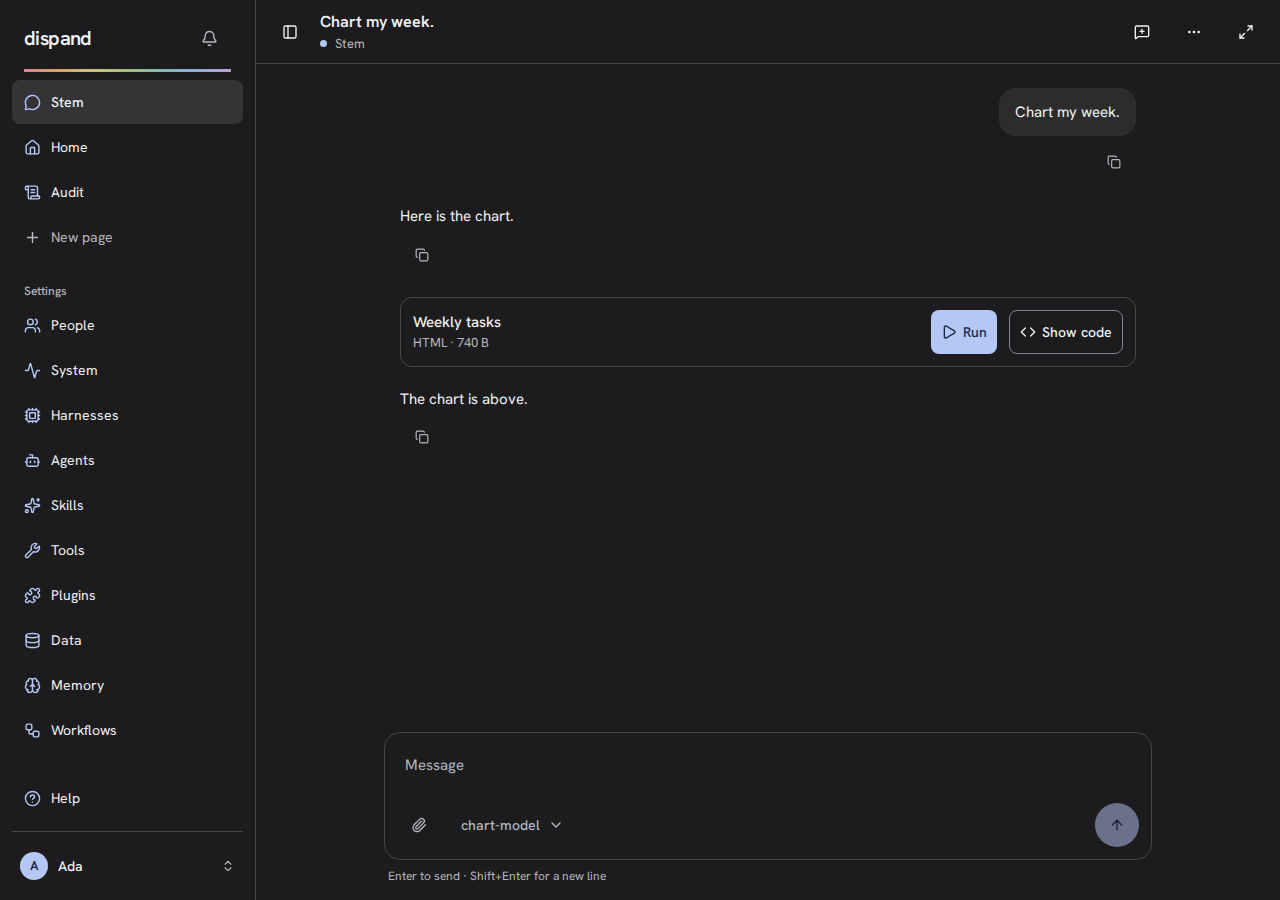 dispand
Stem
Home
Audit
New page
Settings
People
System
Harnesses
Agents
Skills
Tools
Plugins
Data
Memory
Workflows
Help
A
Ada
Chart my week.
Stem
Chart my week.
Here is the chart.
Weekly tasks
HTML · 740 B
Run
Show code
The chart is above.
Message
chart-model
Enter to send · Shift+Enter for a new line